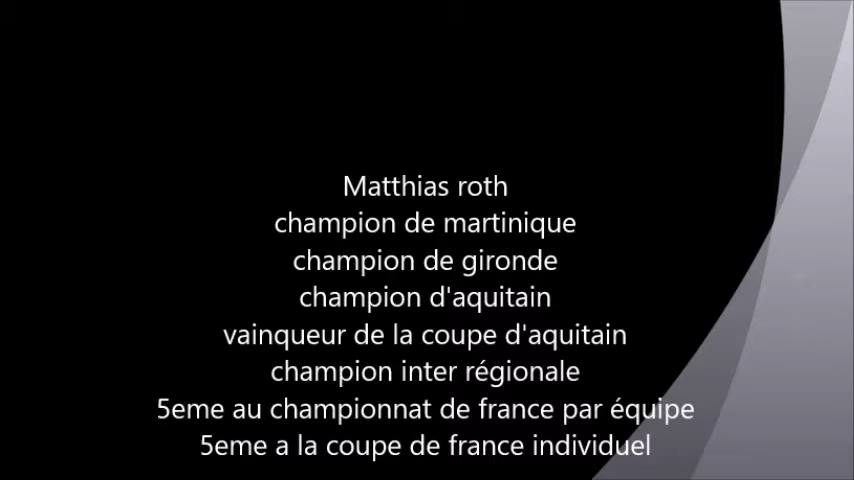 Matthias roth
champion de martinique
champion de gironde
champion d'aquitain
vainqueur de la coupe d'aquitain
champion inter régionale
5eme au championnat de france par équipe
5eme a la coupe de france individuel